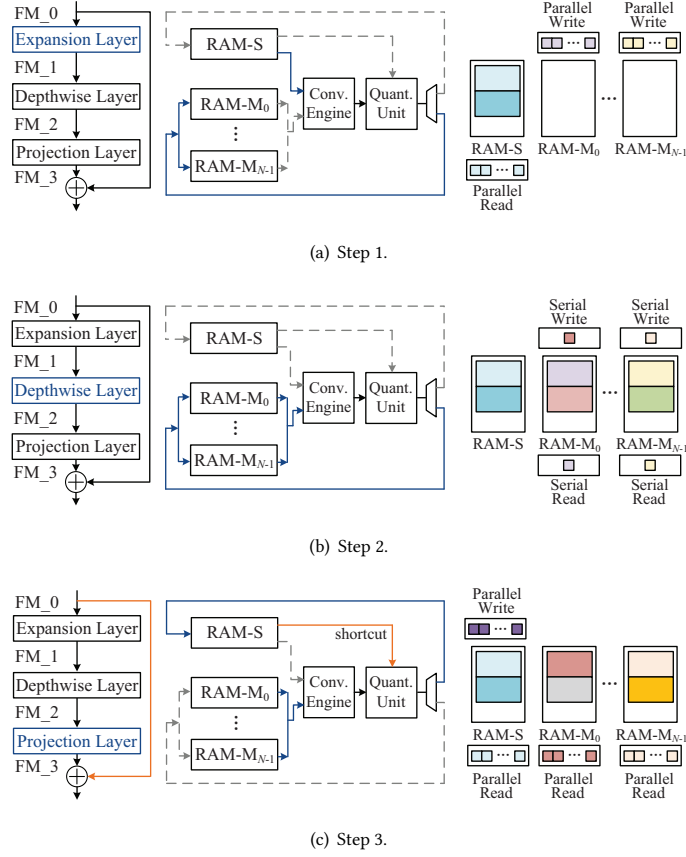 FM_0
Expansion Layer
FM_1
Depthwise Layer
FM_2
Projection Layer
FM_3
RAM-S
RAM-M0
⋮
RAM-MN-1
Conv.
Engine
Quant.
Unit
Parallel
Write
Parallel
Write
...
RAM-S
RAM-M0
RAM-MN-1
Parallel
Read
(a) Step 1.
FM_0
Expansion Layer
FM_1
Depthwise Layer
FM_2
Projection Layer
FM_3
RAM-S
RAM-M0
⋮
RAM-MN-1
Conv.
Engine
Quant.
Unit
Serial
Write
Serial
Write
...
RAM-S
RAM-M0
RAM-MN-1
Serial
Read
Serial
Read
(b) Step 2.
FM_0
Expansion Layer
FM_1
Depthwise Layer
FM_2
Projection Layer
FM_3
RAM-S
shortcut
RAM-M0
⋮
RAM-MN-1
Conv.
Engine
Quant.
Unit
Parallel
Write
...
RAM-S
RAM-M0
RAM-MN-1
Parallel
Read
Parallel
Read
Parallel
Read
(c) Step 3.